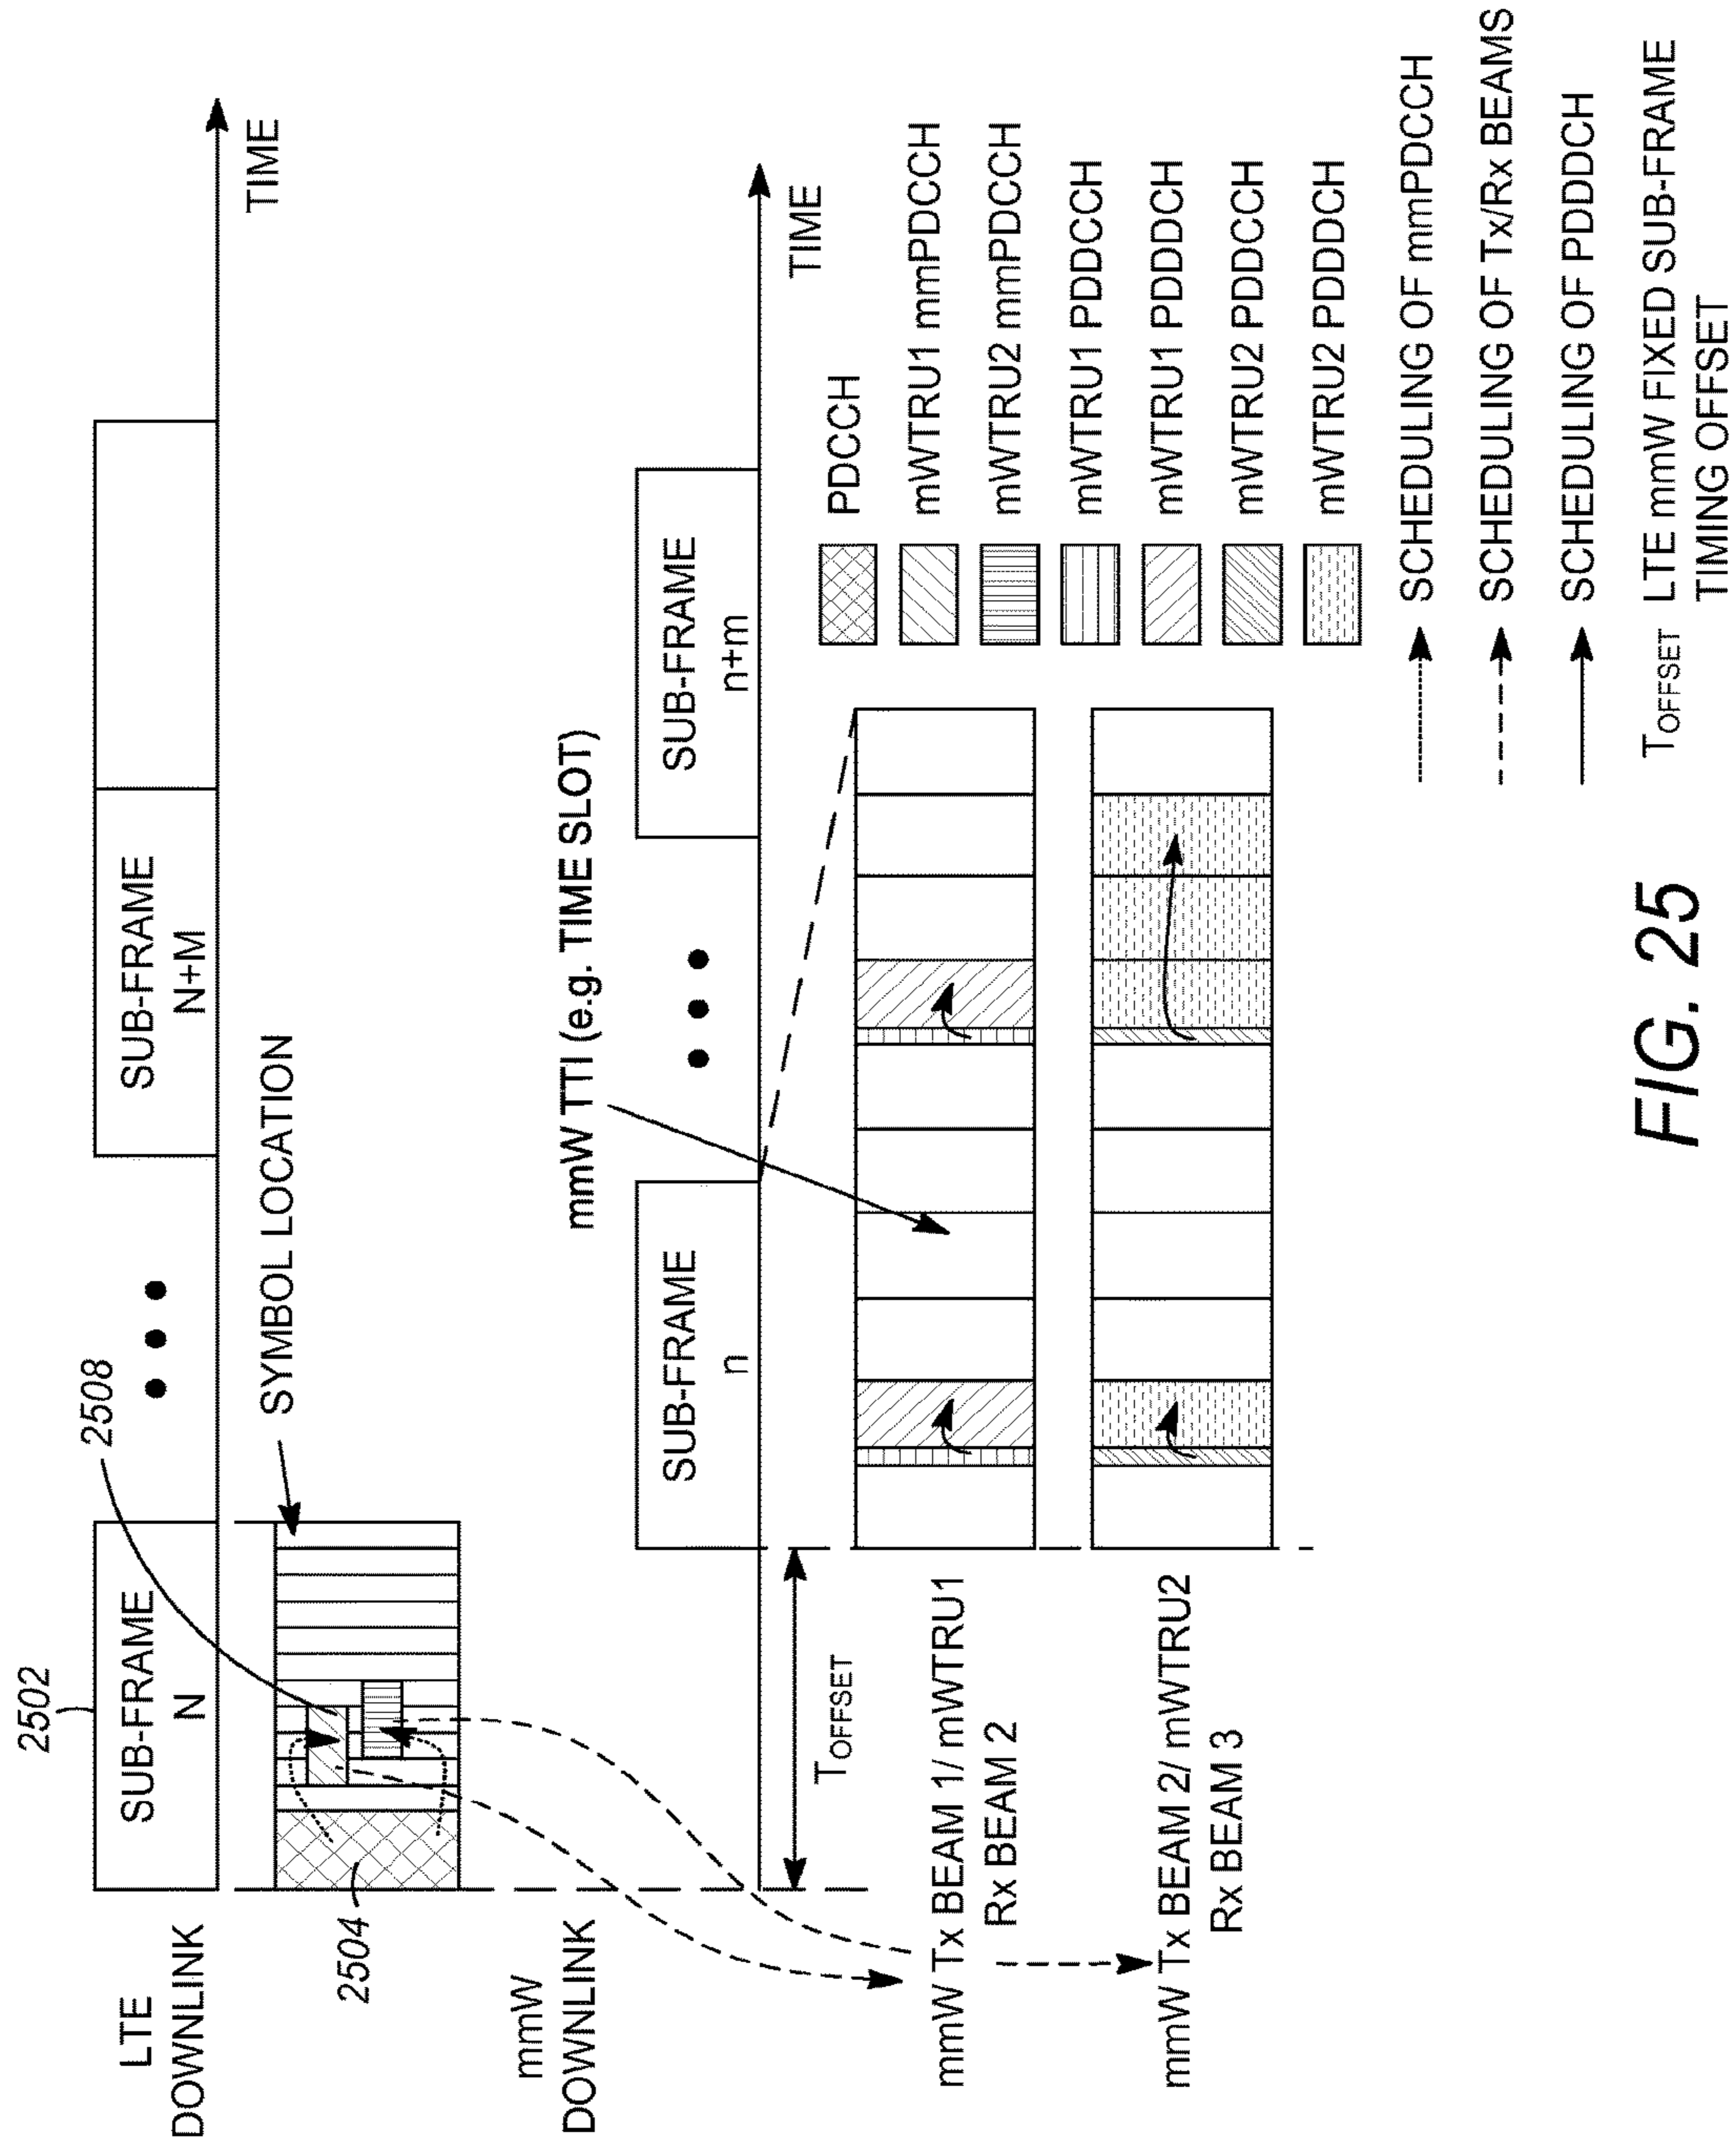 LTE
DOWNLINK
2502
SUB-FRAME
N
2508
SUB-FRAME
N+M
TIME
2504
SYMBOL LOCATION
mmW
DOWNLINK
mmW TTI (e.g. TIME SLOT)
SUB-FRAME
n
SUB-FRAME
n+m
TIME
TOFFSET
mmW Tx BEAM 1/ mWTRU1
Rx BEAM 2
mmW Tx BEAM 2/ mWTRU2
Rx BEAM 3
PDCCH
mWTRU1 mmPDCCH
mWTRU2 mmPDCCH
mWTRU1 PDDCCH
mWTRU1 PDDDCH
mWTRU2 PDDCCH
mWTRU2 PDDDCH
SCHEDULING OF mmPDCCH
SCHEDULING OF Tx/Rx BEAMS
SCHEDULING OF PDDDCH
TOFFSET LTE mmW FIXED SUB-FRAME
TIMING OFFSET
FIG. 25